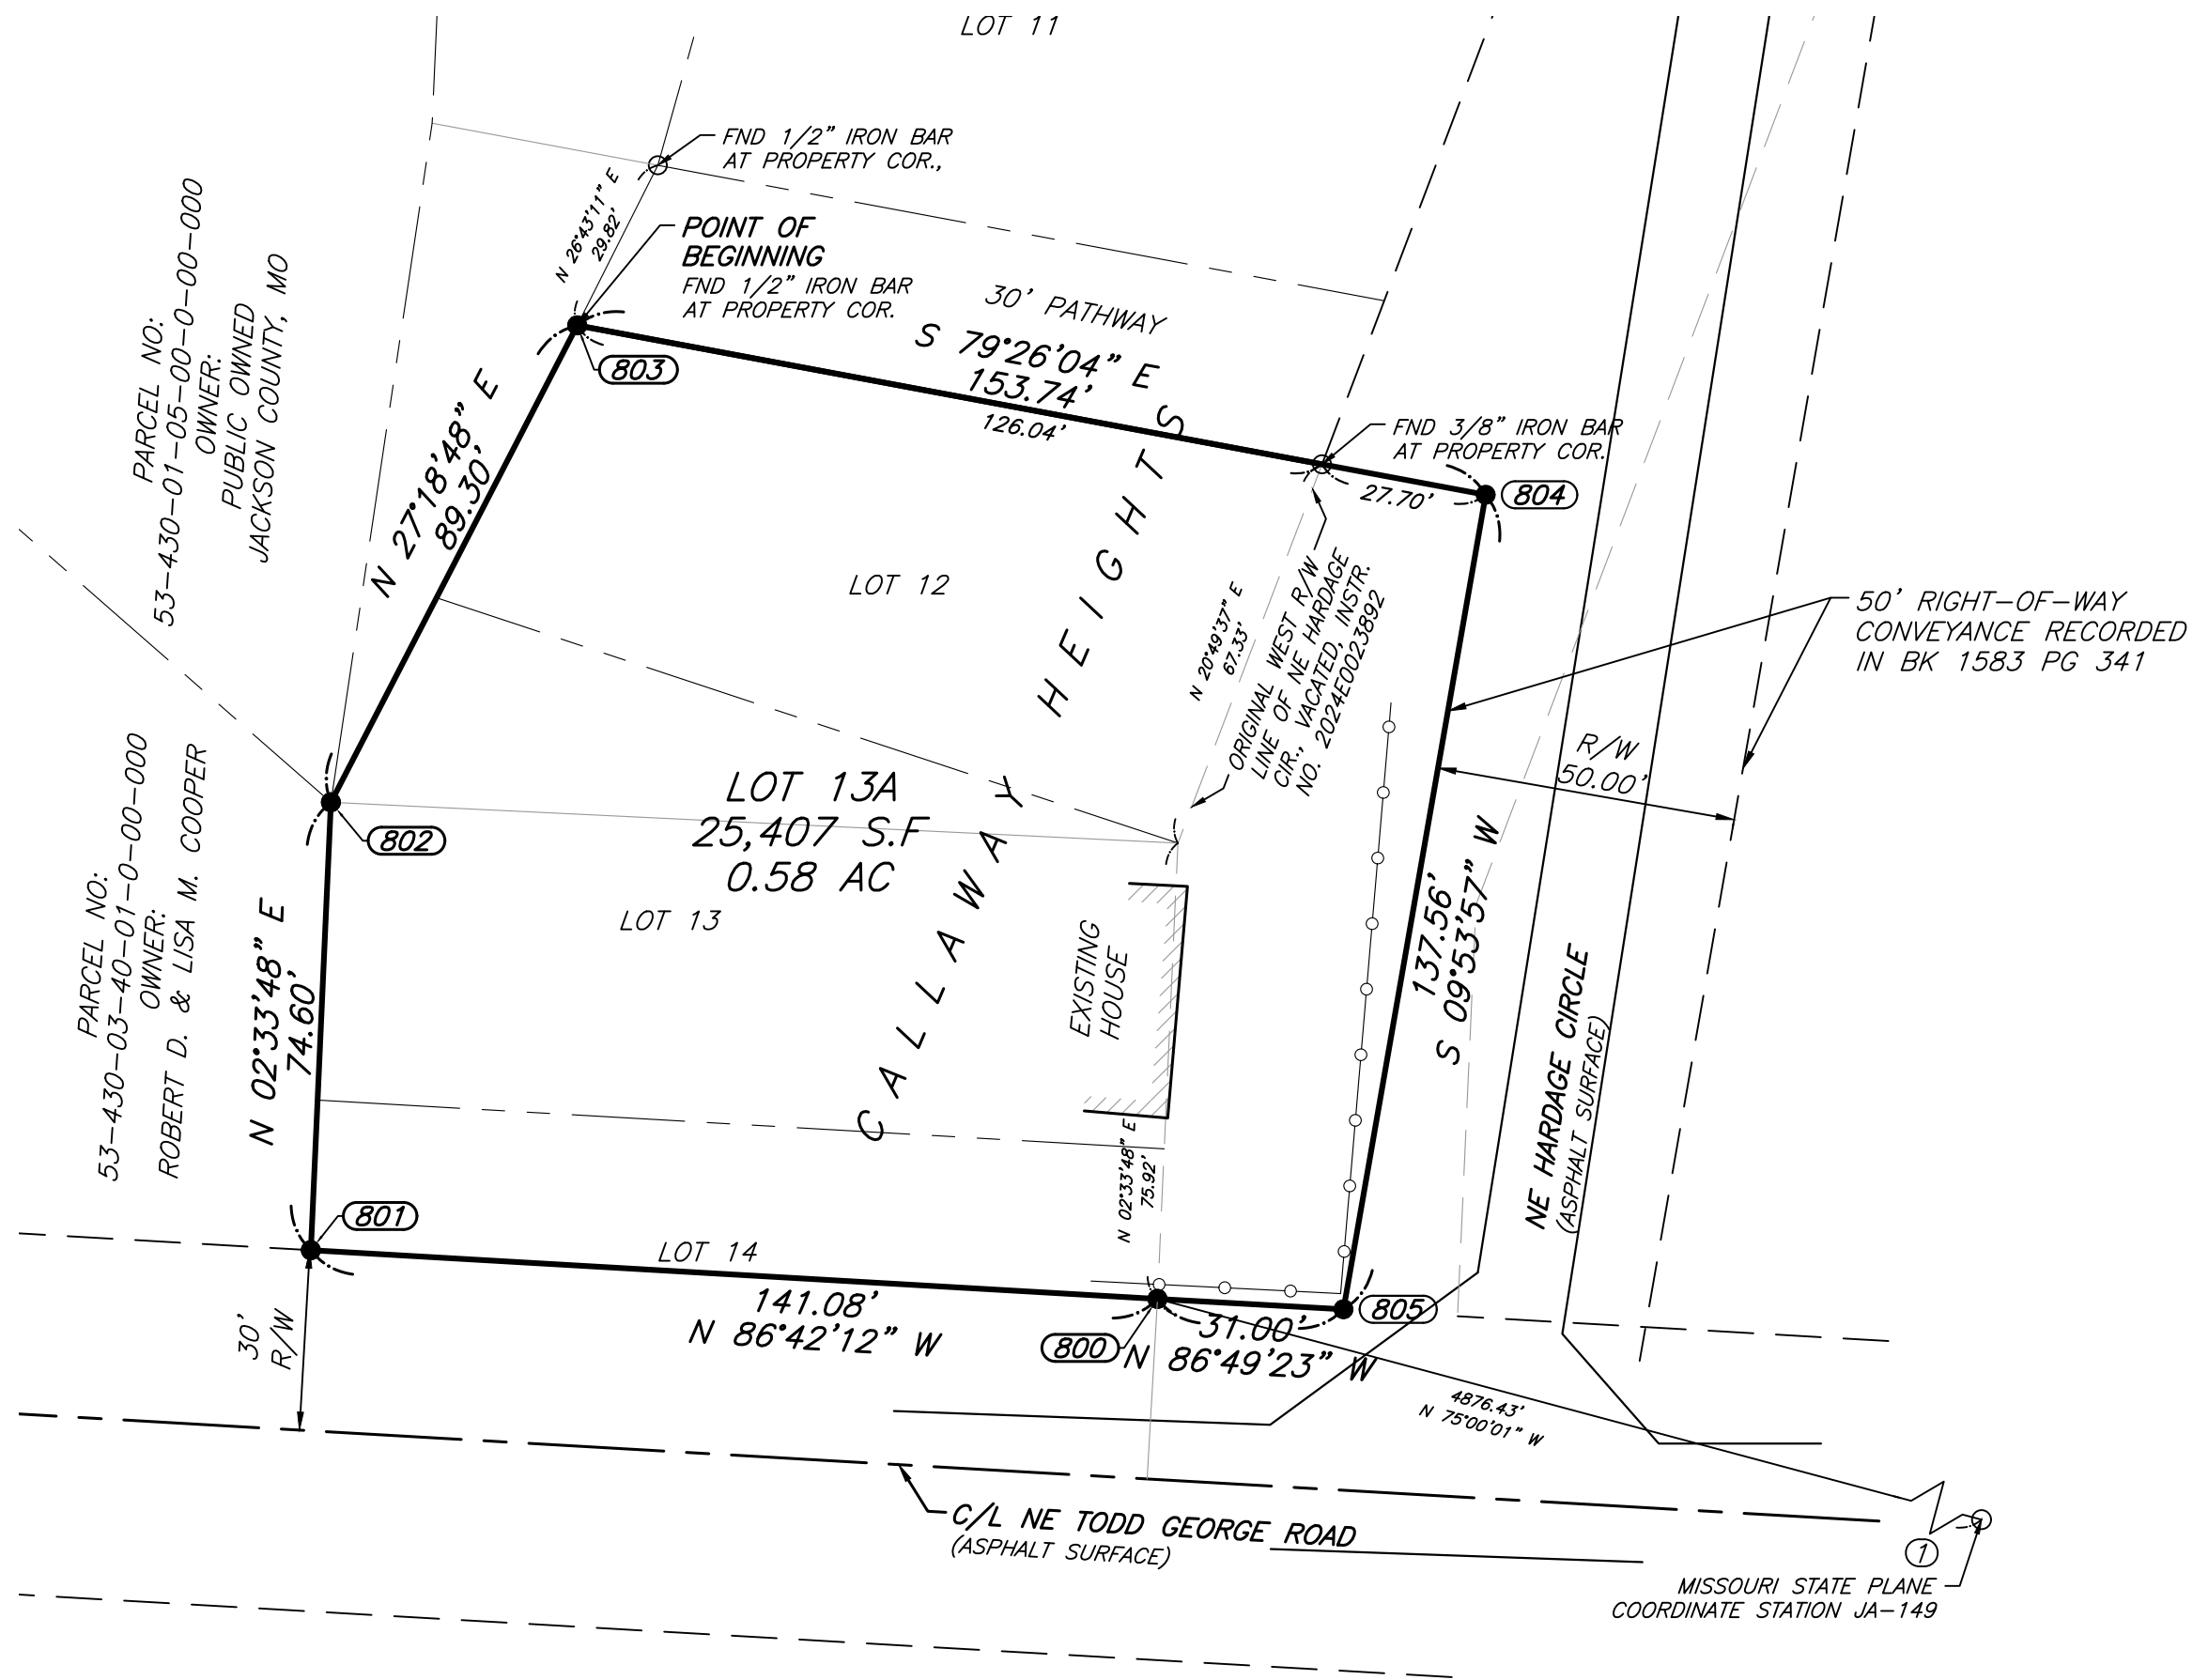 LOT 11
FND 1/2” IRON BAR
AT PROPERTY COR.,
N 26°43'11” E
29.82'
POINT OF
BEGINNING
FND 1/2” IRON BAR
AT PROPERTY COR.
803
30' PATHWAY
S 79°26'04” E
153.74'
126.04'
FND 3/8” IRON BAR
AT PROPERTY COR.
27.70'
804
PARCEL NO:
53-430-01-05-00-0-00-000
OWNER:
PUBLIC OWNED
JACKSON COUNTY, MO
N 27°18'48” E
89.30'
LOT 12
CALLAWAY HEIGHTS
N 20°49'37” E
67.33'
ORIGINAL WEST R/W
LINE OF NE HARDAGE
CIR., VACATED, INSTR.
NO. 2024E0023892
50' RIGHT-OF-WAY
CONVEYANCE RECORDED
IN BK 1583 PG 341
R/W
50.00'
LOT 13A
25,407 S.F
0.58 AC
802
PARCEL NO:
53-430-03-40-01-0-00-000
OWNER:
ROBERT D. & LISA M. COOPER
N 02°33'48” E
74.60'
LOT 13
EXISTING
HOUSE
137.56'
S 09°53'57” W
NE HARDAGE CIRCLE
(ASPHALT SURFACE)
N 02°33'48” E
75.92'
801
LOT 14
141.08'
N 86°42'12” W
30'
R/W
800
31.00'
N 86°49'23” W
805
4876.43'
N 75°00'01” W
C/L NE TODD GEORGE ROAD
(ASPHALT SURFACE)
1
MISSOURI STATE PLANE
COORDINATE STATION JA-149